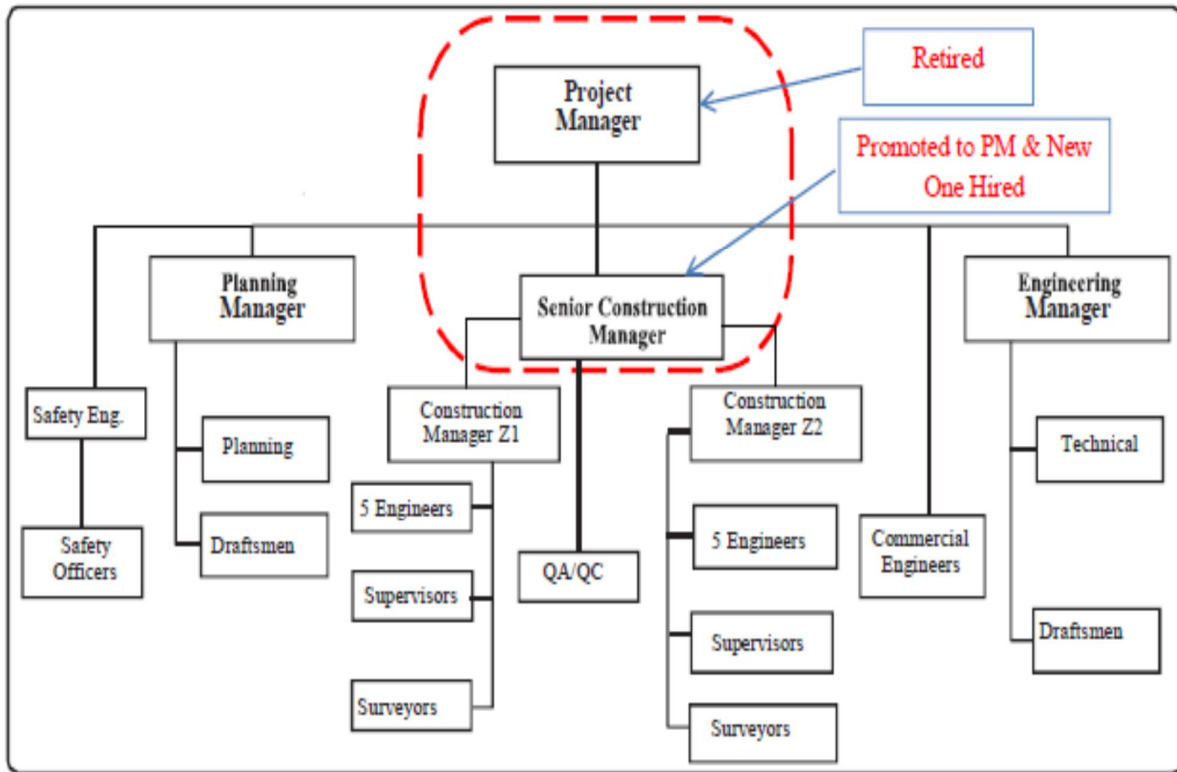 Retired
Project
Manager
Promoted to PM & New
One Hired
Planning
Manager
Senior Construction
Manager
Engineering
Manager
Safety Eng.
Planning
Construction
Manager Z1
Construction
Manager Z2
Technical
5 Engineers
Safety
Officers
Draftsmen
QA/QC
5 Engineers
Commercial
Engineers
Supervisors
Supervisors
Draftsmen
Surveyors
Surveyors